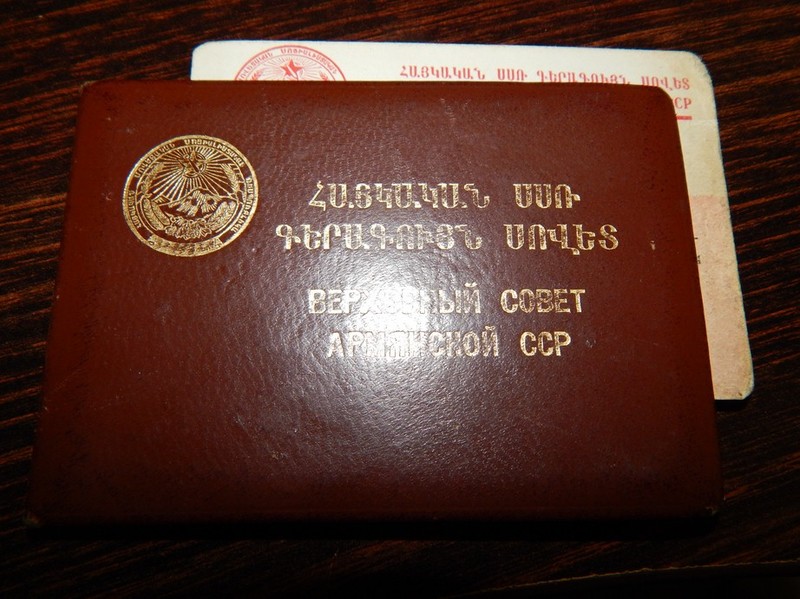 ՀԱՅԿԱԿԱՆ ՍՍՌ ԳԵՐԱԳՈՒՅՆ ՍՈՎԵՏ
ՀԱՅԿԱԿԱՆ ՍՍՌ
ԳԵՐԱԳՈՒՅՆ ՍՈՎԵՏ
ВЕРХОВНЫЙ СОВЕТ
АРМЯНСКОЙ ССР